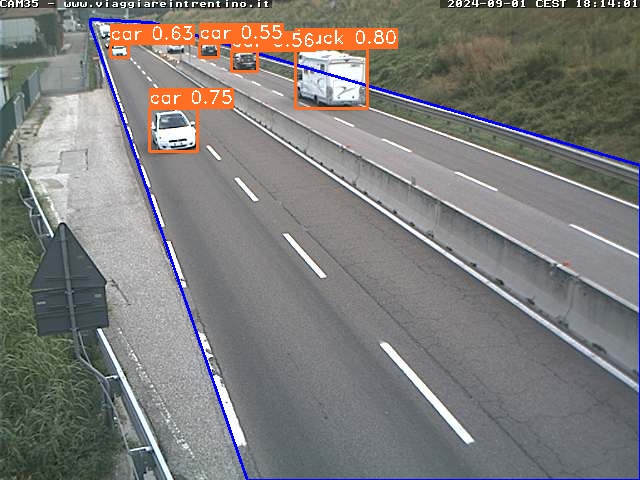 CAM35 - www.viaggiareintrentino.it 2024-09-01 CEST 18:14:01
car 0.63
car 0.55
car 0.56
uck 0.80
car 0.75